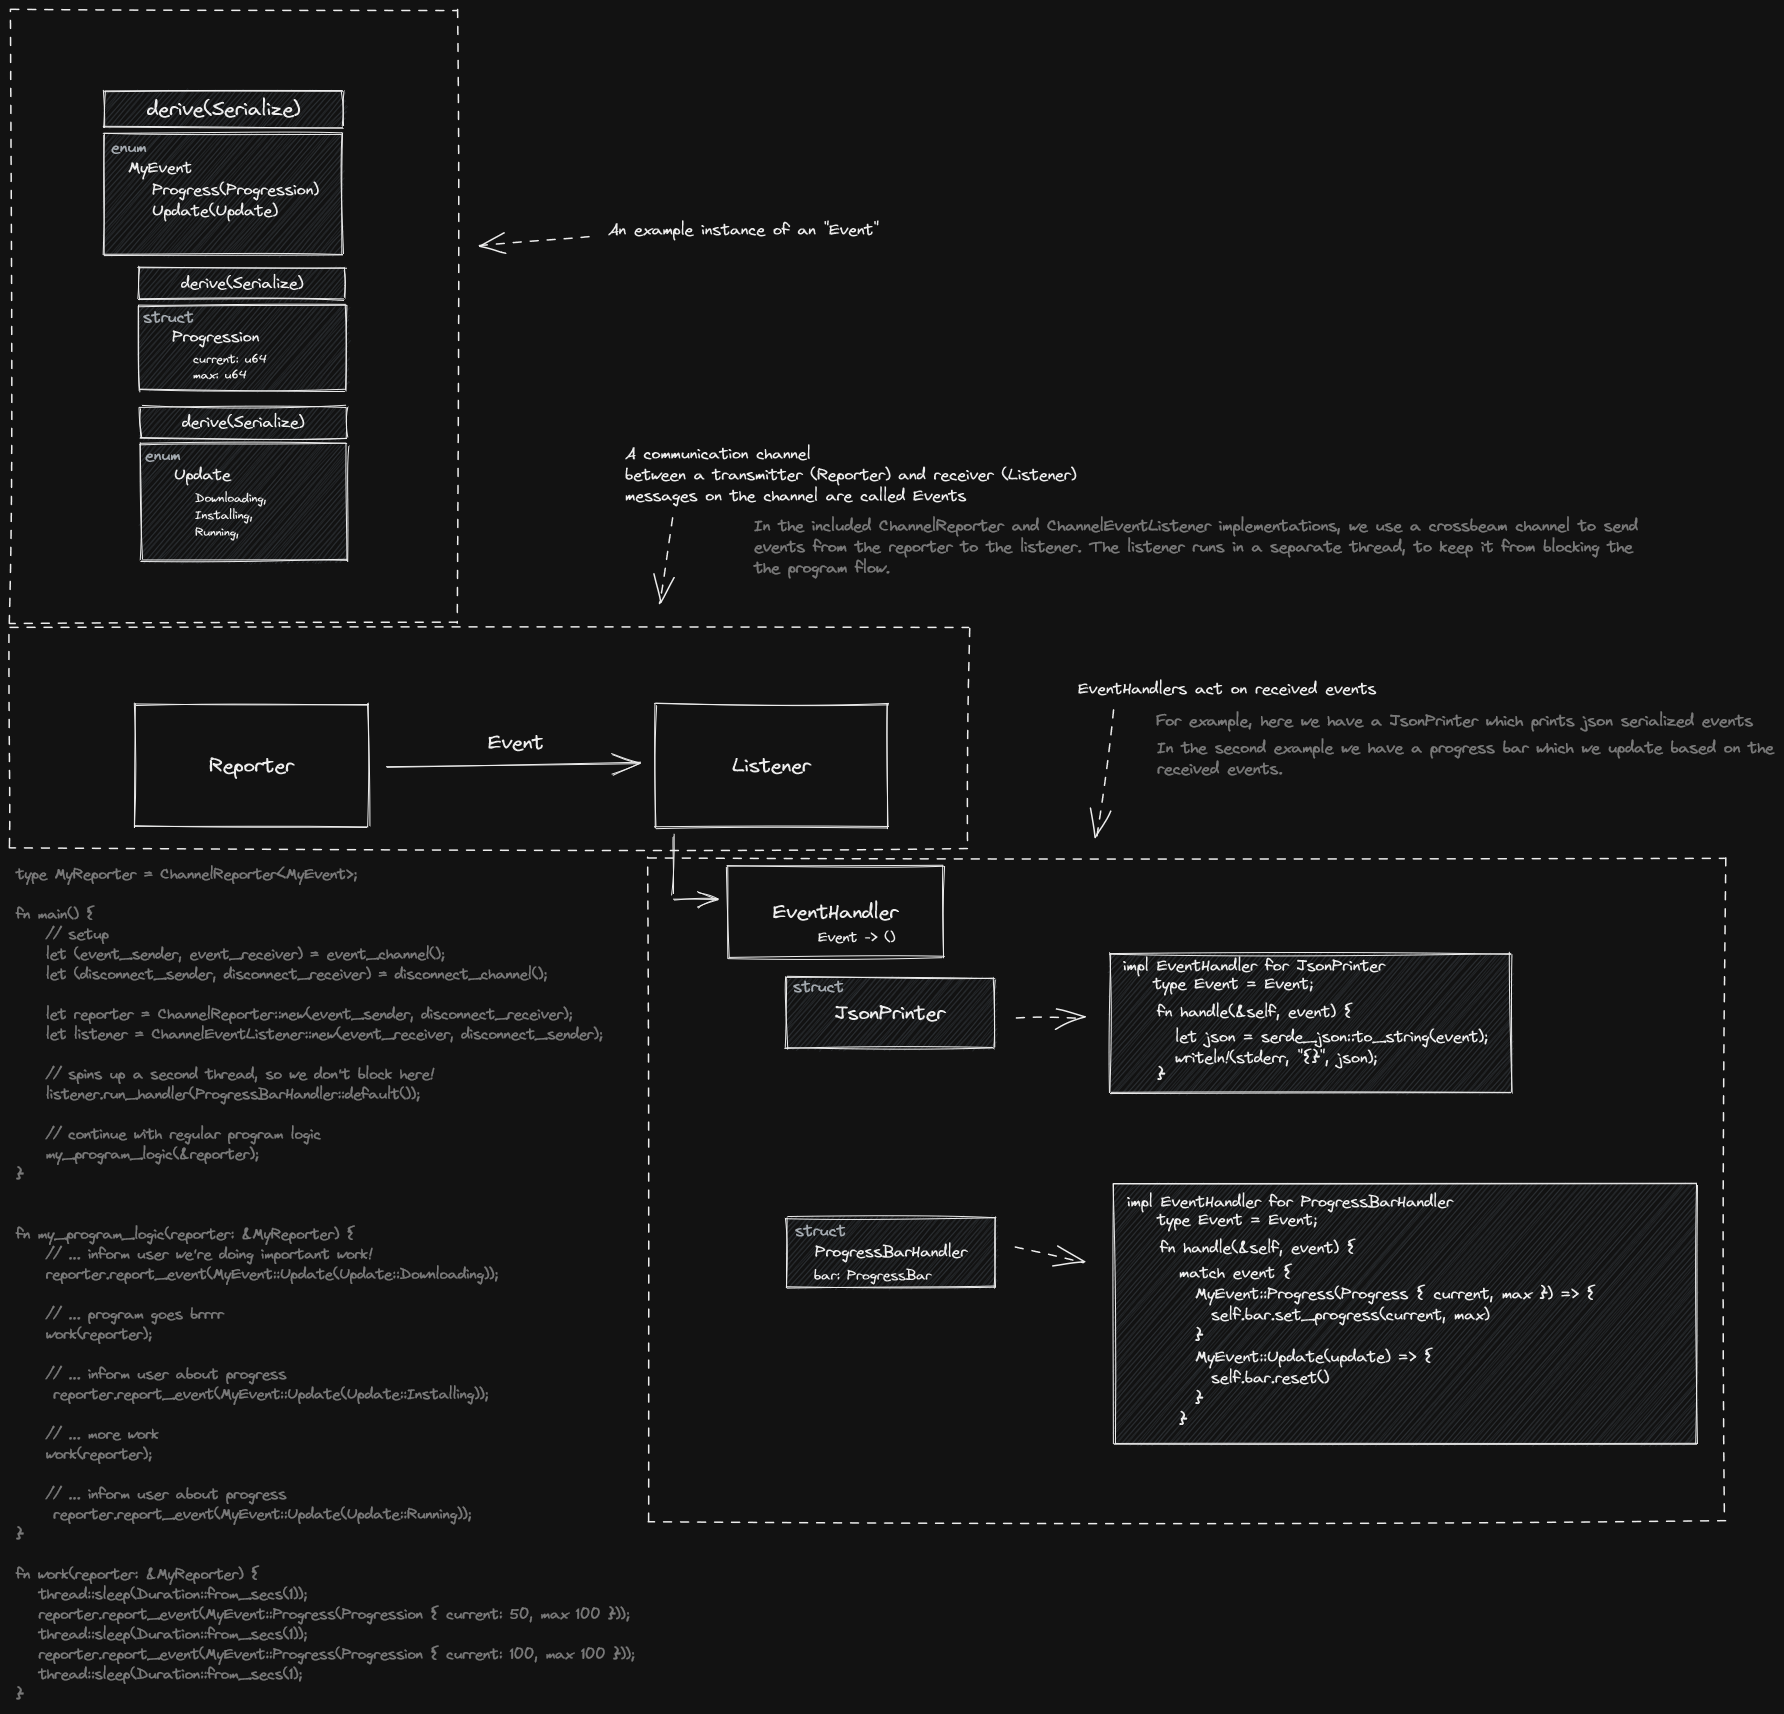 derive(Serialize)
enum
MyEvent
Progress(Progression)
Update(Update)
An example instance of an "Event"
derive(Serialize)
struct
Progression
current: u64
max: u64
derive(Serialize)
enum
Update
Downloading,
Installing,
Running,
A communication channel
between a transmitter (Reporter) and receiver (Listener)
messages on the channel are called Events
In the included ChannelReporter and ChannelEventListener implementations, we use a crossbeam channel to send
events from the reporter to the listener. The listener runs in a separate thread, to keep it from blocking the
the program flow.
Reporter
Event
Listener
EventHandlers act on received events
For example, here we have a JsonPrinter which prints json serialized events
In the second example we have a progress bar which we update based on the
received events.
type MyReporter = ChannelReporter<MyEvent>;
fn main() {
// setup
let (event_sender, event_receiver) = event_channel();
let (disconnect_sender, disconnect_receiver) = disconnect_channel();
let reporter = ChannelReporter::new(event_sender, disconnect_receiver);
let listener = ChannelEventListener::new(event_receiver, disconnect_sender);
// spins up a second thread, so we don't block here!
listener.run_handler(ProgressBarHandler::default());
// continue with regular program logic
my_program_logic(&reporter);
}
fn my_program_logic(reporter: &MyReporter) {
// ... inform user we're doing important work!
reporter.report_event(MyEvent::Update(Update::Downloading));
// ... program goes brrrr
work(reporter);
// ... inform user about progress
reporter.report_event(MyEvent::Update(Update::Installing));
// ... more work
work(reporter);
// ... inform user about progress
reporter.report_event(MyEvent::Update(Update::Running));
}
fn work(reporter: &MyReporter) {
thread::sleep(Duration::from_secs(1));
reporter.report_event(MyEvent::Progress(Progression { current: 50, max 100 }));
thread::sleep(Duration::from_secs(1));
reporter.report_event(MyEvent::Progress(Progression { current: 100, max 100 }));
thread::sleep(Duration::from_secs(1);
}
EventHandler
Event -> ()
struct
JsonPrinter
impl EventHandler for JsonPrinter
type Event = Event;
fn handle(&self, event) {
let json = serde_json::to_string(event);
writeln!(stderr, "{}", json);
}
struct
ProgressBarHandler
bar: ProgressBar
impl EventHandler for ProgressBarHandler
type Event = Event;
fn handle(&self, event) {
match event {
MyEvent::Progress(Progress { current, max }) => {
self.bar.set_progress(current, max)
}
MyEvent::Update(update) => {
self.bar.reset()
}
}